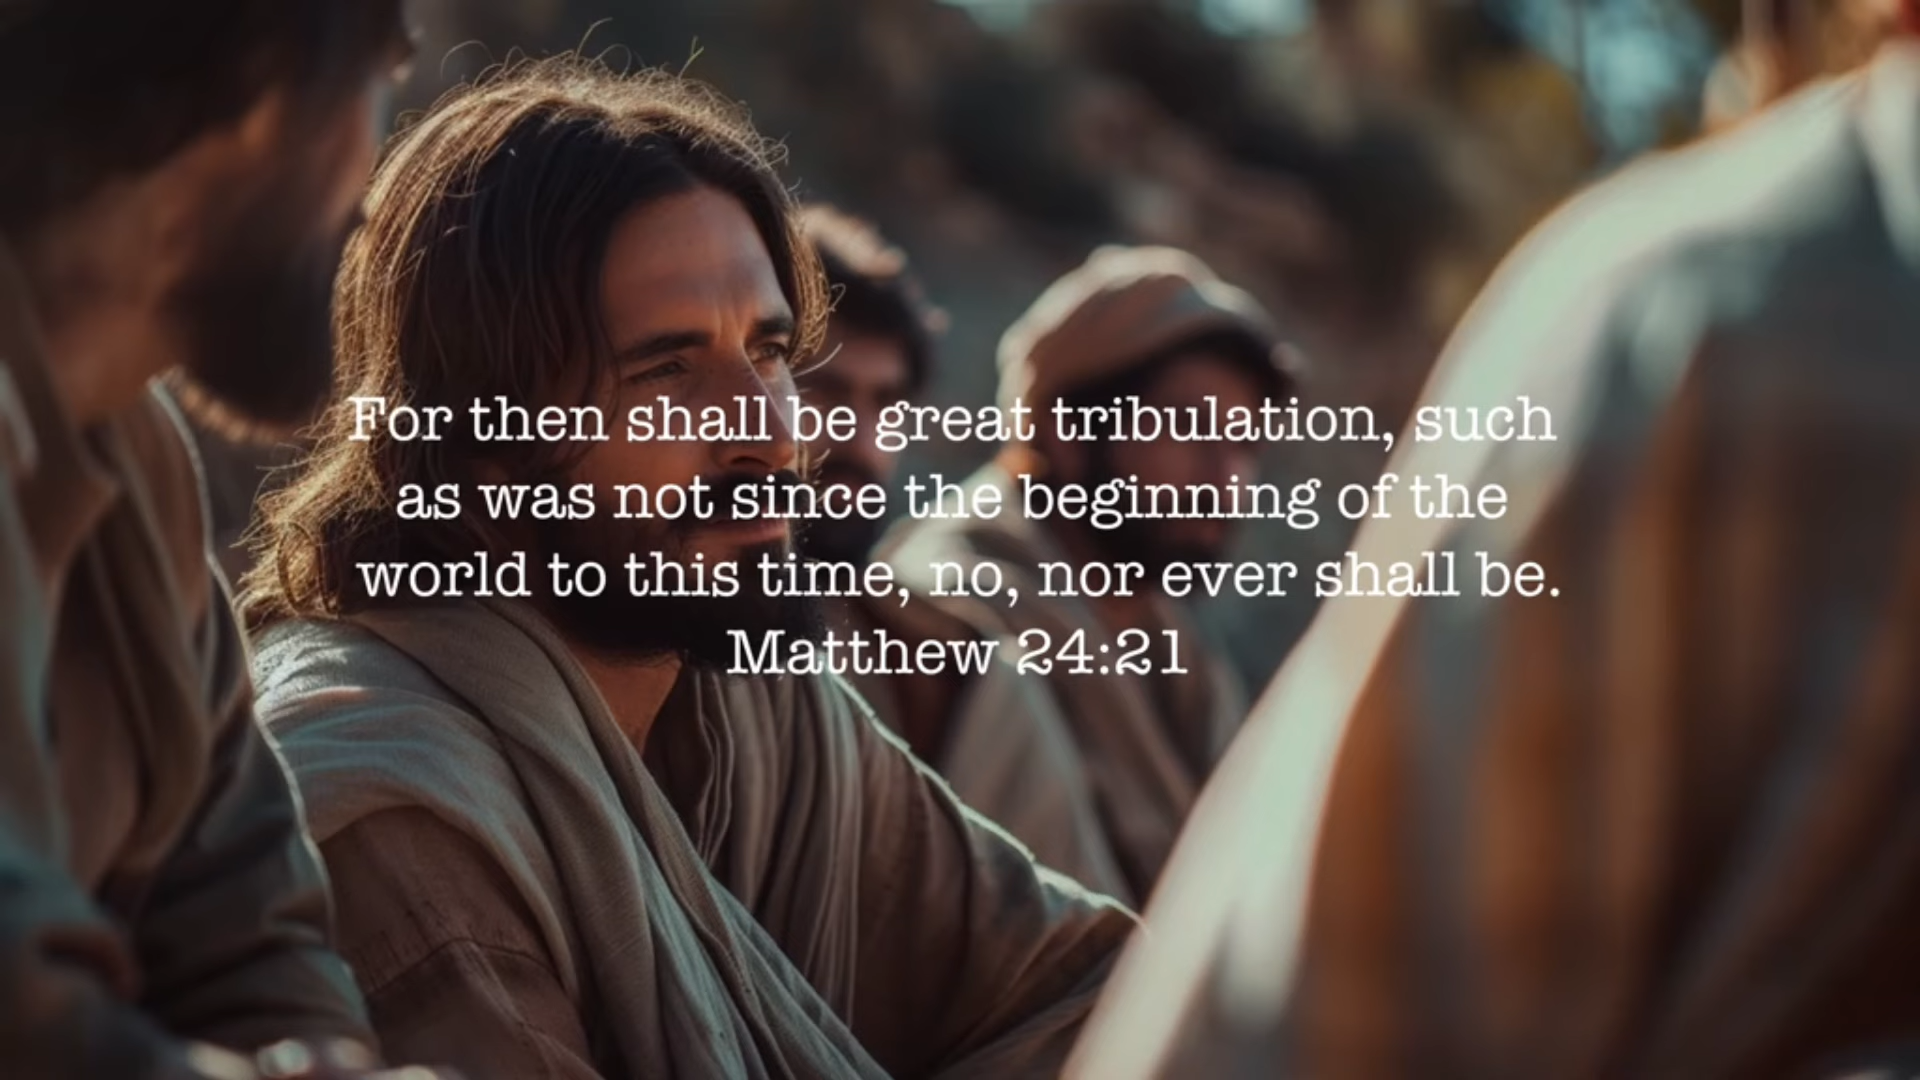 For then shall be great tribulation, such
as was not since the beginning of the
world to this time, no, nor ever shall be.
Matthew 24:21